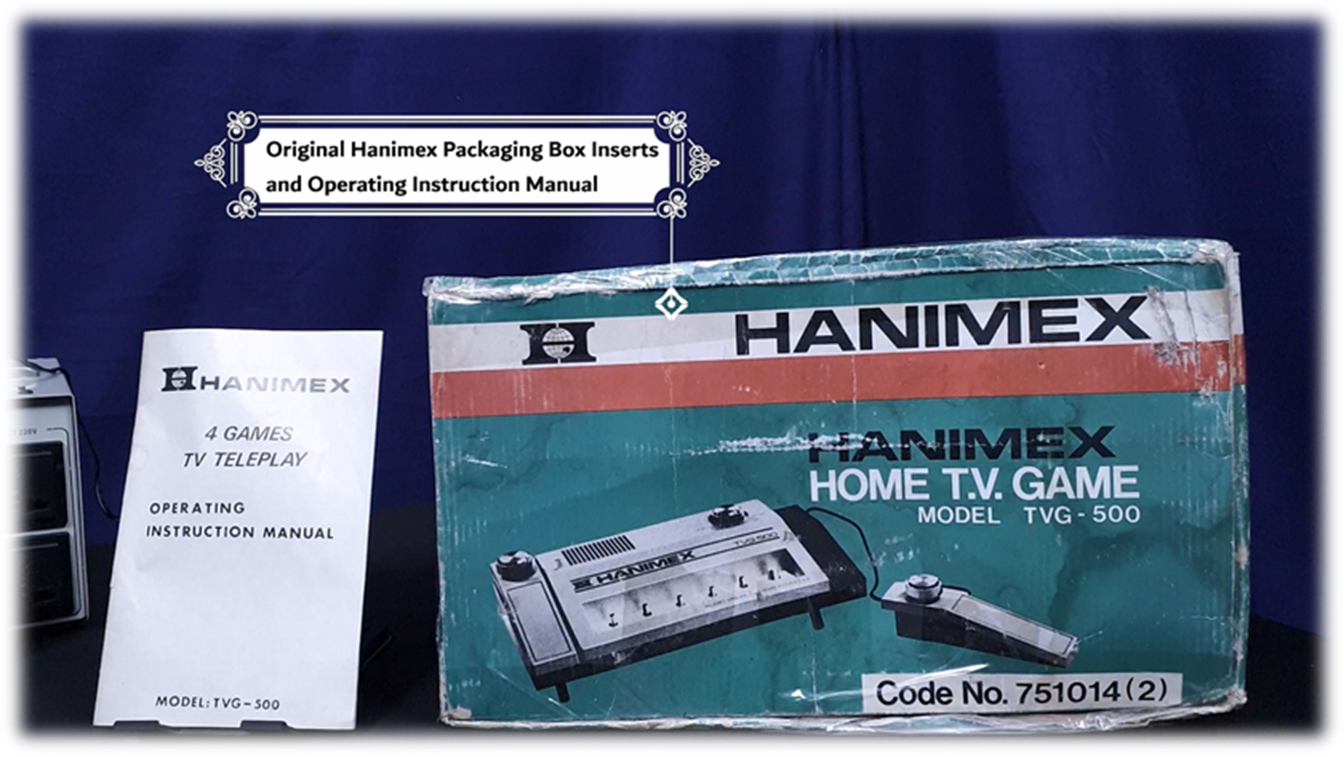 Original Hanimex Packaging Box Inserts
and Operating Instruction Manual
HANIMEX
4 GAMES
TV TELEPLAY
OPERATING
INSTRUCTION MANUAL
MODEL: TVG-500
220V
H HANIMEX
HANIMEX
HOME T.V. GAME
MODEL TVG-500
HANIMEX
TVG-500
Code No. 751014(2)